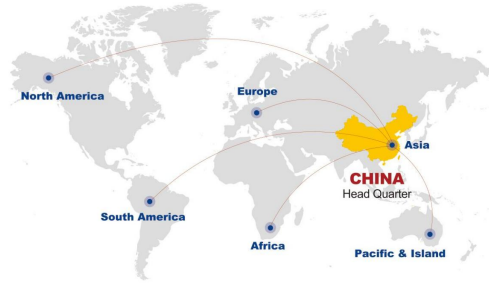 North America
Europe
Asia
CHINA
Head Quarter
South America
Africa
Pacific & Island